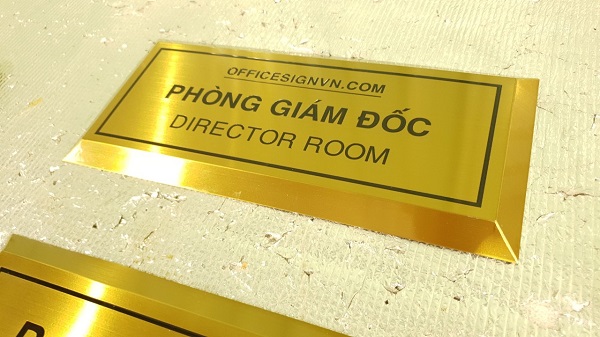 OFFICESIGNVN.COM
PHÒNG GIÁM ĐỐC
DIRECTOR ROOM